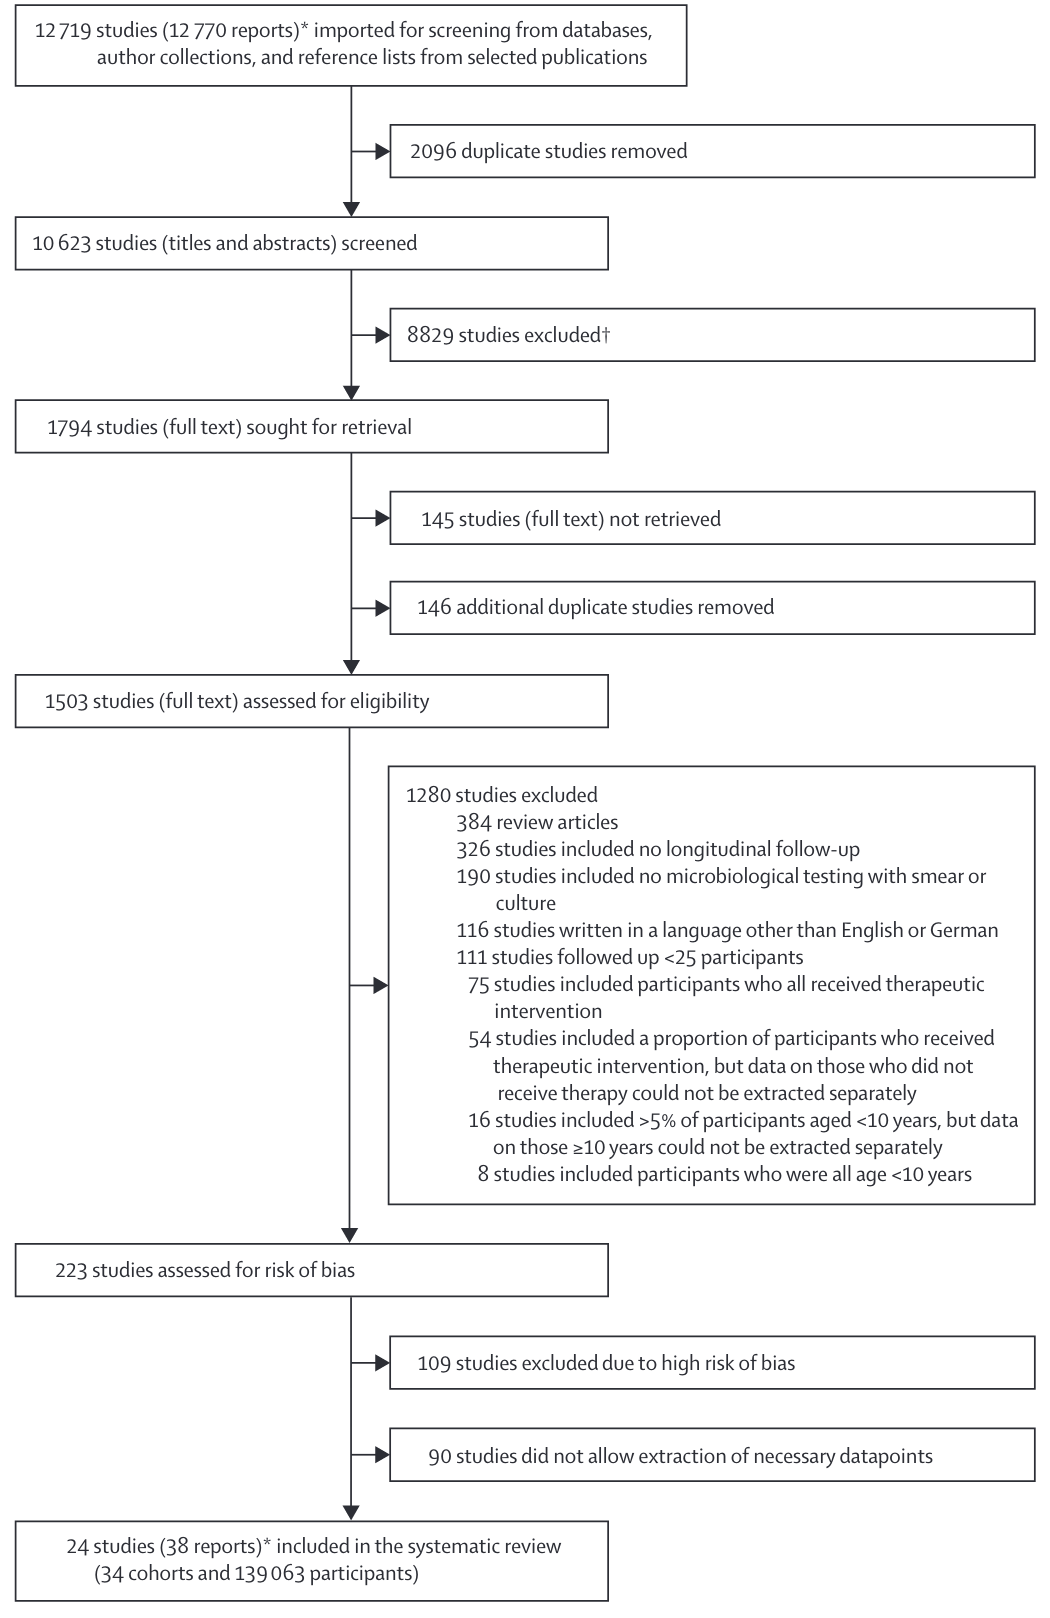 12 719 studies (12 770 reports)* imported for screening from databases,
author collections, and reference lists from selected publications
2096 duplicate studies removed
10 623 studies (titles and abstracts) screened
8829 studies excluded†
1794 studies (full text) sought for retrieval
145 studies (full text) not retrieved
146 additional duplicate studies removed
1503 studies (full text) assessed for eligibility
1280 studies excluded
384 review articles
326 studies included no longitudinal follow-up
190 studies included no microbiological testing with smear or
culture
116 studies written in a language other than English or German
111 studies followed up <25 participants
75 studies included participants who all received therapeutic
intervention
54 studies included a proportion of participants who received
therapeutic intervention, but data on those who did not
receive therapy could not be extracted separately
16 studies included >5% of participants aged <10 years, but data
on those ≥10 years could not be extracted separately
8 studies included participants who were all age <10 years
223 studies assessed for risk of bias
109 studies excluded due to high risk of bias
90 studies did not allow extraction of necessary datapoints
24 studies (38 reports)* included in the systematic review
(34 cohorts and 139 063 participants)